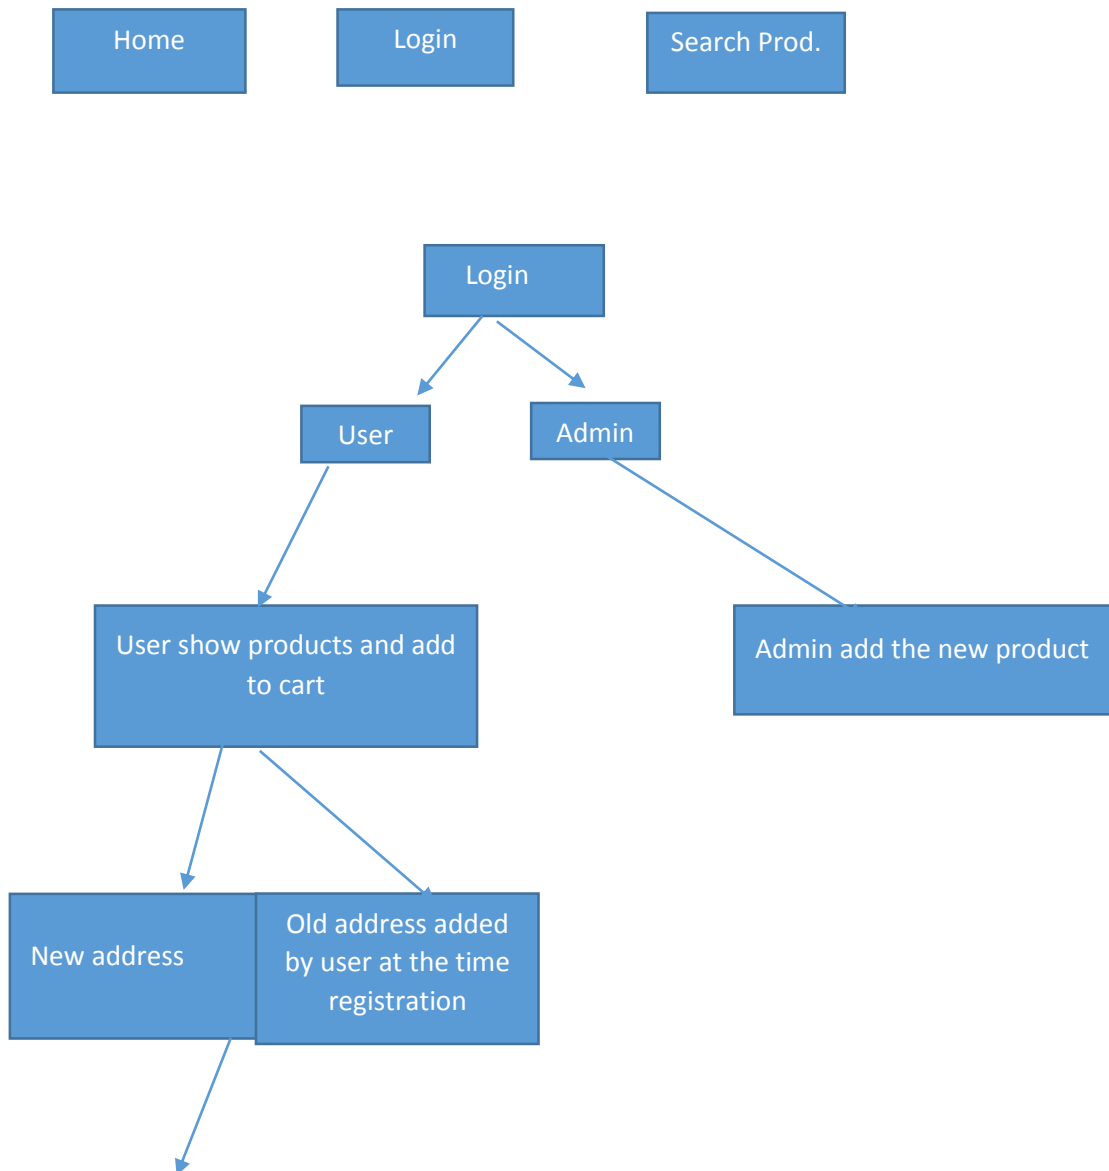 Home
Login
Search Prod.
Login
User
Admin
User show products and add
to cart
Admin add the new product
New address
Old address added
by user at the time
registration